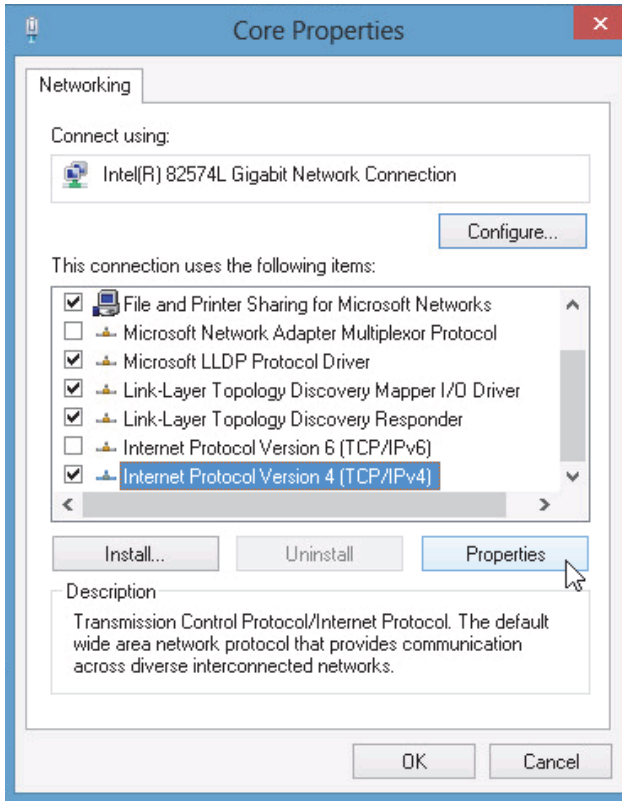 Core Properties
Networking
Connect using:
Intel(R) 82574L Gigabit Network Connection
Configure...
This connection uses the following items:
File and Printer Sharing for Microsoft Networks
Microsoft Network Adapter Multiplexor Protocol
Microsoft LLDP Protocol Driver
Link-Layer Topology Discovery Mapper I/O Driver
Link-Layer Topology Discovery Responder
Internet Protocol Version 6 (TCP/IPv6)
Internet Protocol Version 4 (TCP/IPv4)
Install...
Uninstall
Properties
Description
Transmission Control Protocol/Internet Protocol. The default
wide area network protocol that provides communication
across diverse interconnected networks.
OK
Cancel